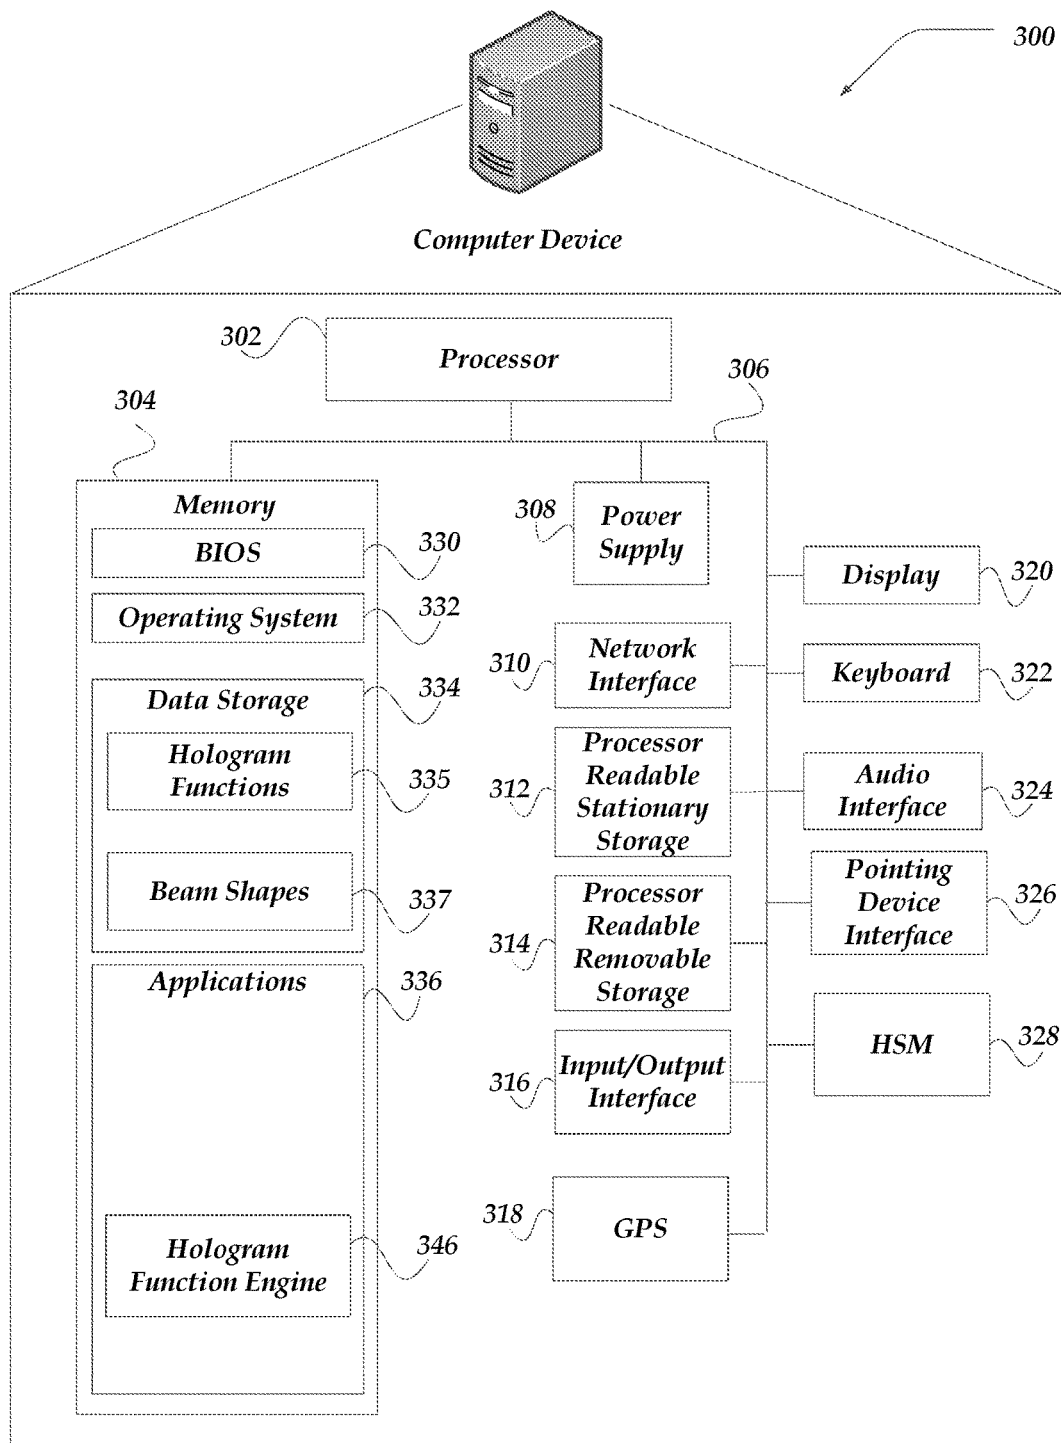 300
Computer Device
302
Processor
304
306
Memory
BIOS
330
Operating System
332
Data Storage
334
Hologram
Functions
335
Beam Shapes
337
Applications
336
Hologram
Function Engine
346
308
Power
Supply
310
Network
Interface
312
Processor
Readable
Stationary
Storage
314
Processor
Readable
Removable
Storage
316
Input/Output
Interface
318
GPS
Display
320
Keyboard
322
Audio
Interface
324
Pointing
Device
Interface
326
HSM
328